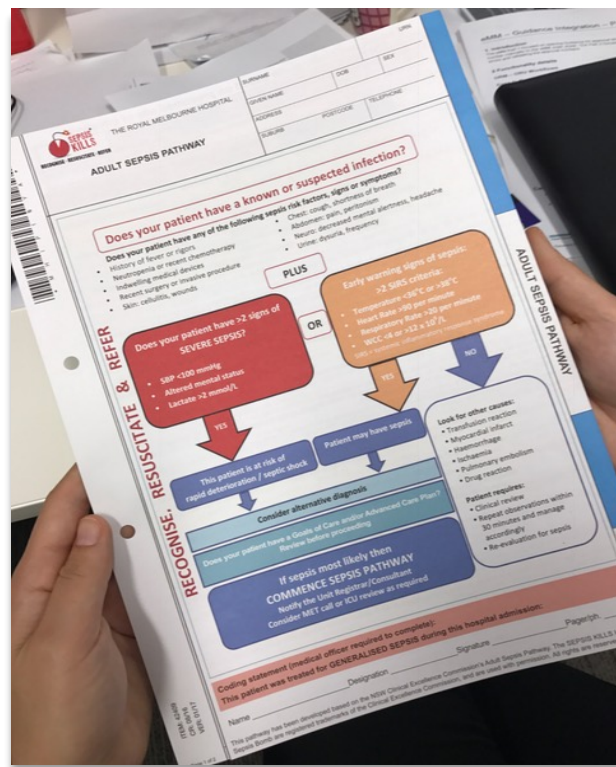 URN
SURNAME
DOB
SEX
GIVEN NAME
ADDRESS
POSTCODE
TELEPHONE
SUBURB
SEPSIS
KILLS
RECOGNISE • RESUSCITATE • REFER
THE ROYAL MELBOURNE HOSPITAL
ADULT SEPSIS PATHWAY
Does your patient have a known or suspected infection?
Does your patient have any of the following sepsis risk factors, signs or symptoms?
• History of fever or rigors
• Neutropenia or recent chemotherapy
• Indwelling medical devices
• Recent surgery or invasive procedure
• Skin: cellulitis, wounds
• Chest: cough, shortness of breath
• Abdomen: pain, peritonism
• Neuro: decreased mental alertness, headache
• Urine: dysuria, frequency
PLUS
Does your patient have >2 signs of
SEVERE SEPSIS?
• SBP <100 mmHg
• Altered mental status
• Lactate >2 mmol/L
OR
Early warning signs of sepsis:
>2 SIRS criteria:
• Temperature <36°C or >38°C
• Heart Rate >90 per minute
• Respiratory Rate >20 per minute
• WCC <4 or >12 x 10⁹/L
SIRS = systemic inflammatory response syndrome
YES
YES
NO
This patient is at risk of
rapid deterioration / septic shock
Patient may have sepsis
Consider alternative diagnosis
Does your patient have a Goals of Care and/or Advanced Care Plan?
Review before proceeding
If sepsis most likely then
COMMENCE SEPSIS PATHWAY
Notify the Unit Registrar/Consultant
Consider MET call or ICU review as required
Look for other causes:
• Transfusion reaction
• Myocardial infarct
• Haemorrhage
• Ischaemia
• Pulmonary embolism
• Drug reaction
Patient requires:
• Clinical review
• Repeat observations within
30 minutes and manage
accordingly
• Re-evaluation for sepsis
RECOGNISE, RESUSCITATE & REFER
ADULT SEPSIS PATHWAY
Coding statement (medical officer required to complete):
This patient was treated for GENERALISED SEPSIS during this hospital admission:
Name
Designation
Signature
Pager/ph.
This pathway has been developed based on the NSW Clinical Excellence Commission's Adult Sepsis Pathway. The SEPSIS KILLS
Sepsis Bomb are registered trademarks of the Clinical Excellence Commission, and are used with permission. All rights are reserve
Page 1 of
eMM – Guidance Integration – P